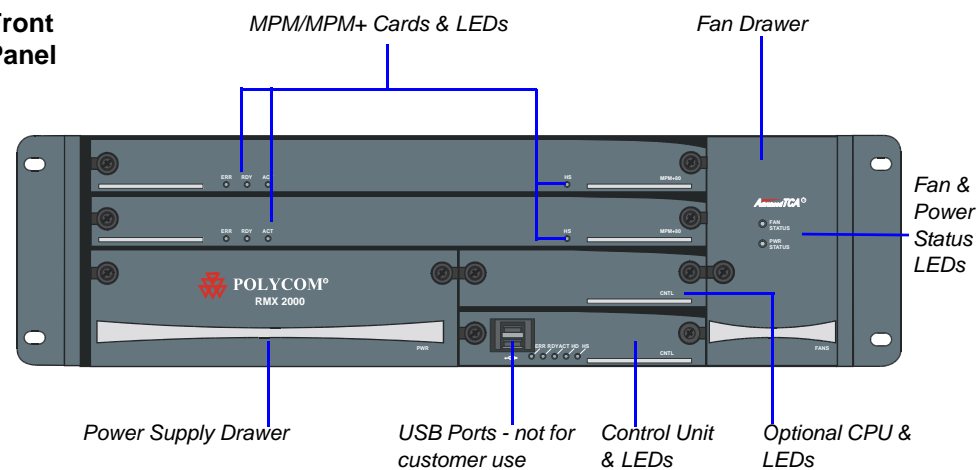 Front
Panel
MPM/MPM+ Cards & LEDs
Fan Drawer
ERR RDY ACT
HS
MPM+80
AdvancedTCA®
FAN
STATUS
PWR
STATUS
Fan &
Power
Status
LEDs
ERR RDY ACT
HS
MPM+80
POLYCOM®
RMX 2000
CNTL
PWR
ERR RDY ACT HD HS
CNTL
FANS
Power Supply Drawer
USB Ports - not for
customer use
Control Unit
& LEDs
Optional CPU &
LEDs